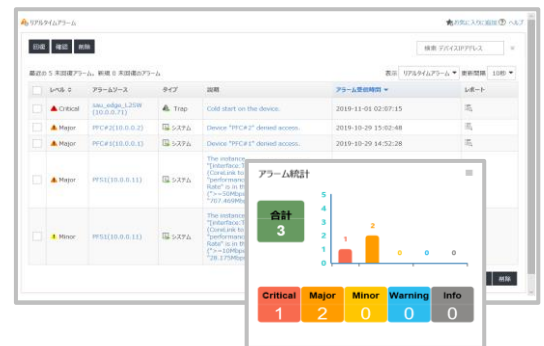 リアルタイムアラーム
お気に入りに追加 ヘルプ
回復 確認 削除
検索 デバイスIPアドレス
最近の 5 未回復アラーム、新規 0 未回復のアラーム
表示 リアルタイムアラーム 更新間隔 10秒
レベル アラームソース タイプ 説明 アラーム受信時間 レポート
Critical sau_edge_L2SW (10.0.0.71) Trap Cold start on the device. 2019-11-01 02:07:15
Major PFC#2(10.0.0.2) システム Device "PFC#2" denied access. 2019-10-29 15:02:48
Major PFC#1(10.0.0.1) システム Device "PFC#1" denied access. 2019-10-29 14:52:28
Major PFS1(10.0.0.11) システム
The instance
"[interface:T
(CoreLink to
"performanc
Rate" is in th
(">=50Mbp
"707.469Mb
Minor PFS1(10.0.0.11) システム
The instance
"[interface:T
(CoreLink to
"performanc
Rate" is in th
(">=10Mbp
"28.175Mbp
削除
アラーム統計
合計
3
5
4
3
2
1
0
1 2 0 0 0
Critical Major Minor Warning Info
1 2 0 0 0